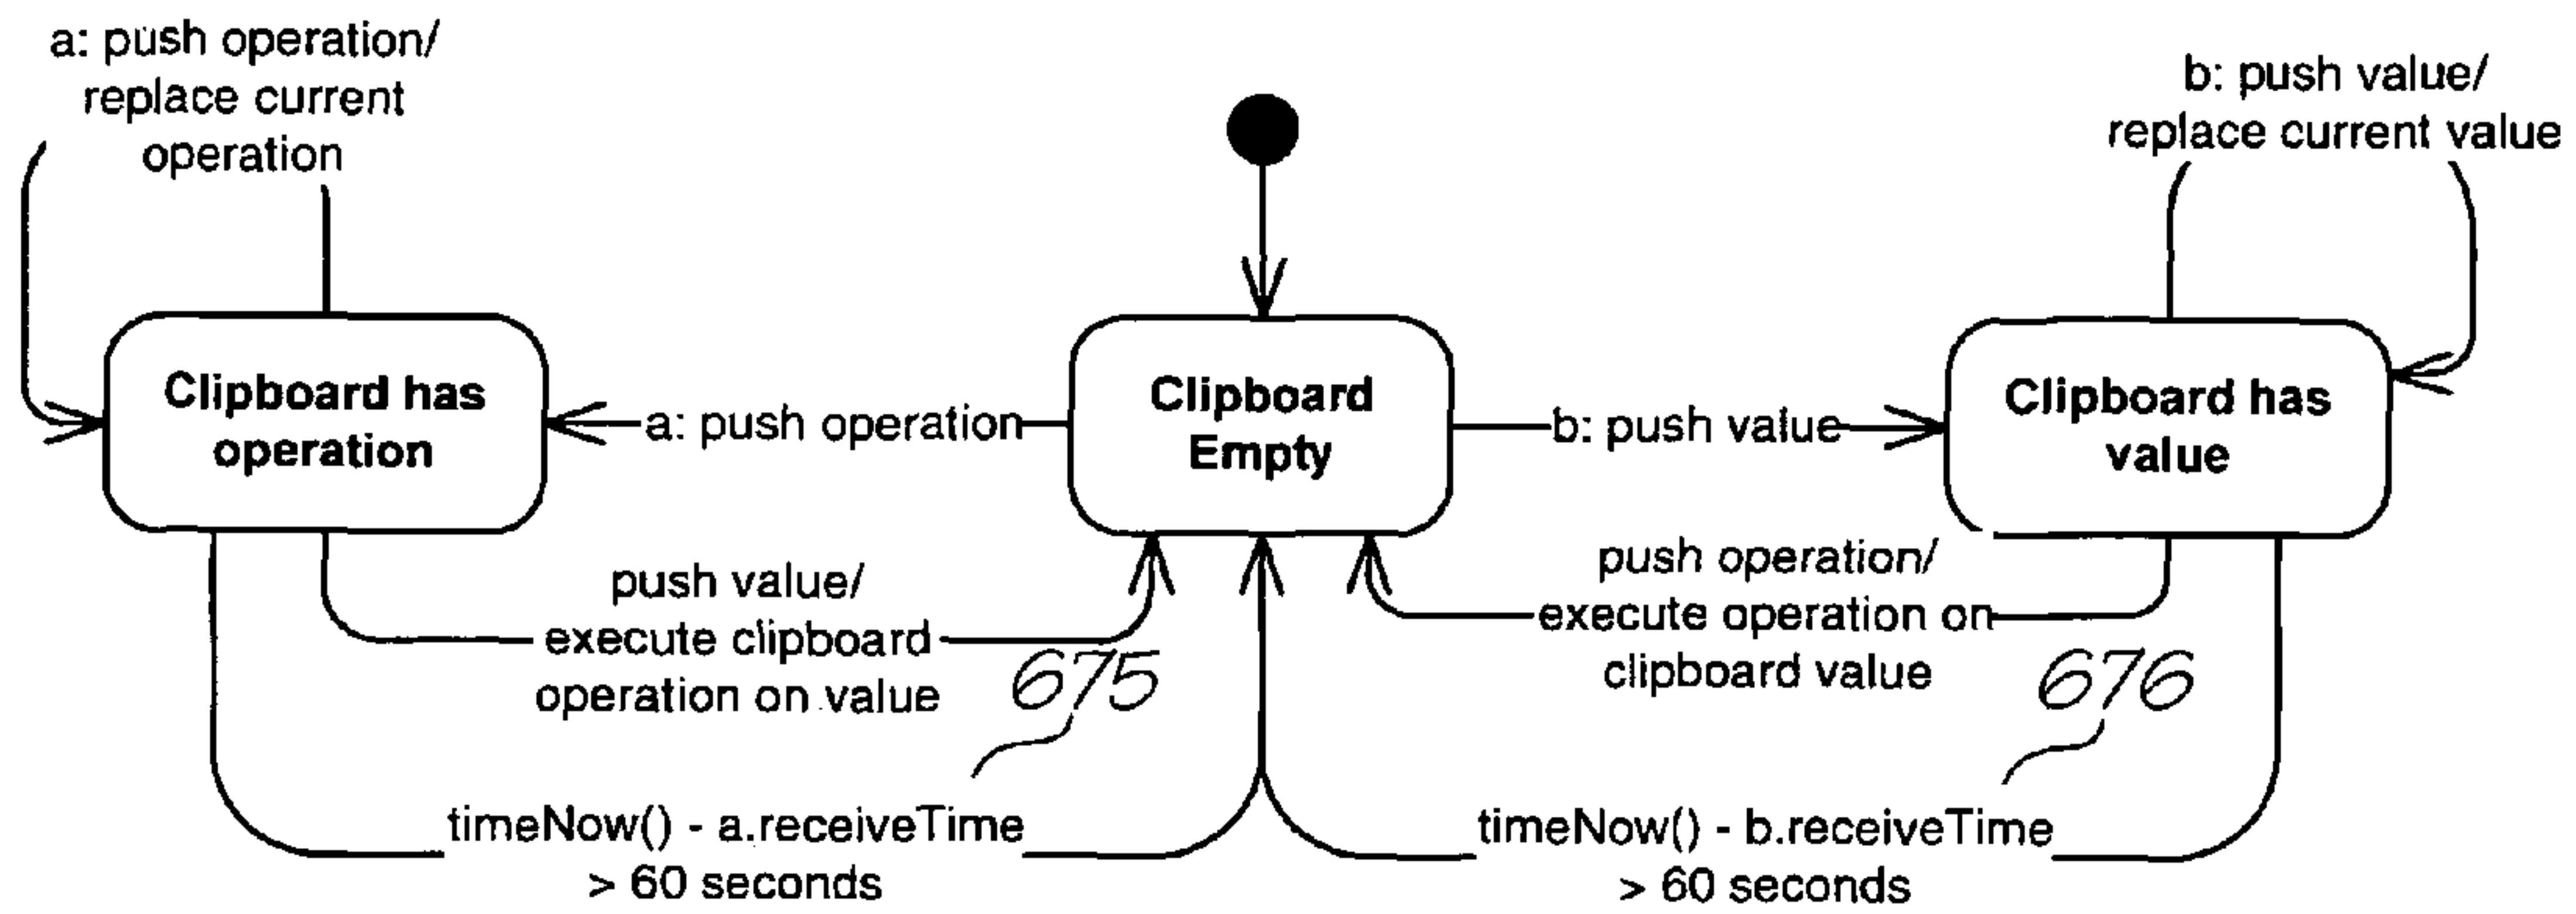 a: push operation/
replace current
operation
b: push value/
replace current value
Clipboard has
operation
a: push operation
Clipboard
Empty
b: push value
Clipboard has
value
push value/
execute clipboard
operation on value
675
push operation/
execute operation on
clipboard value
676
timeNow() - a.receiveTime
> 60 seconds
timeNow() - b.receiveTime
> 60 seconds